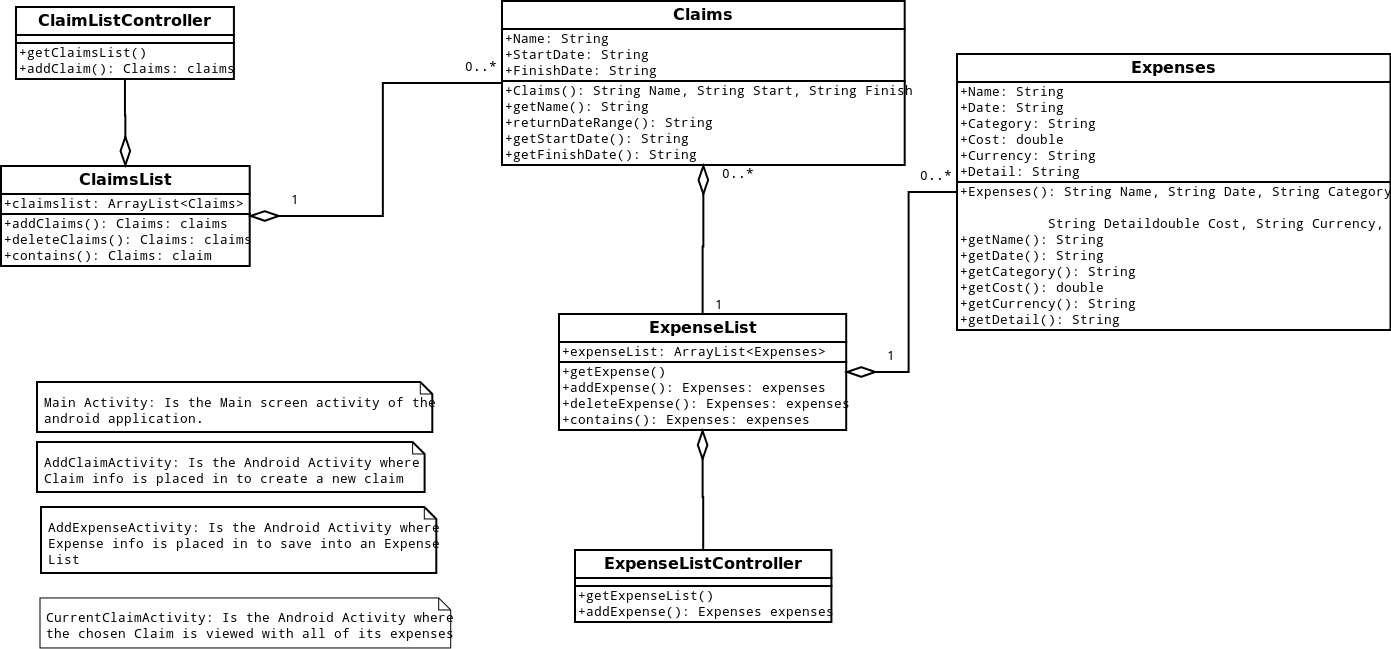 ClaimListController
+getClaimsList()
+addClaim(): Claims: claims
ClaimsList
+claimslist: ArrayList<Claims>
+addClaims(): Claims: claims
+deleteClaims(): Claims: claims
+contains(): Claims: claim
1
0..*
Claims
+Name: String
+StartDate: String
+FinishDate: String
+Claims(): String Name, String Start, String Finish
+getName(): String
+returnDateRange(): String
+getStartDate(): String
+getFinishDate(): String
0..*
1
Expenses
+Name: String
+Date: String
+Category: String
+Cost: double
+Currency: String
+Detail: String
+Expenses(): String Name, String Date, String Category
String Detaildouble Cost, String Currency,
+getName(): String
+getDate(): String
+getCategory(): String
+getCost(): double
+getCurrency(): String
+getDetail(): String
0..*
1
ExpenseList
+expenseList: ArrayList<Expenses>
+getExpense()
+addExpense(): Expenses: expenses
+deleteExpense(): Expenses: expenses
+contains(): Expenses: expenses
ExpenseListController
+getExpenseList()
+addExpense(): Expenses expenses
Main Activity: Is the Main screen activity of the
android application.
AddClaimActivity: Is the Android Activity where
Claim info is placed in to create a new claim
AddExpenseActivity: Is the Android Activity where
Expense info is placed in to save into an Expense
List
CurrentClaimActivity: Is the Android Activity where
the chosen Claim is viewed with all of its expenses